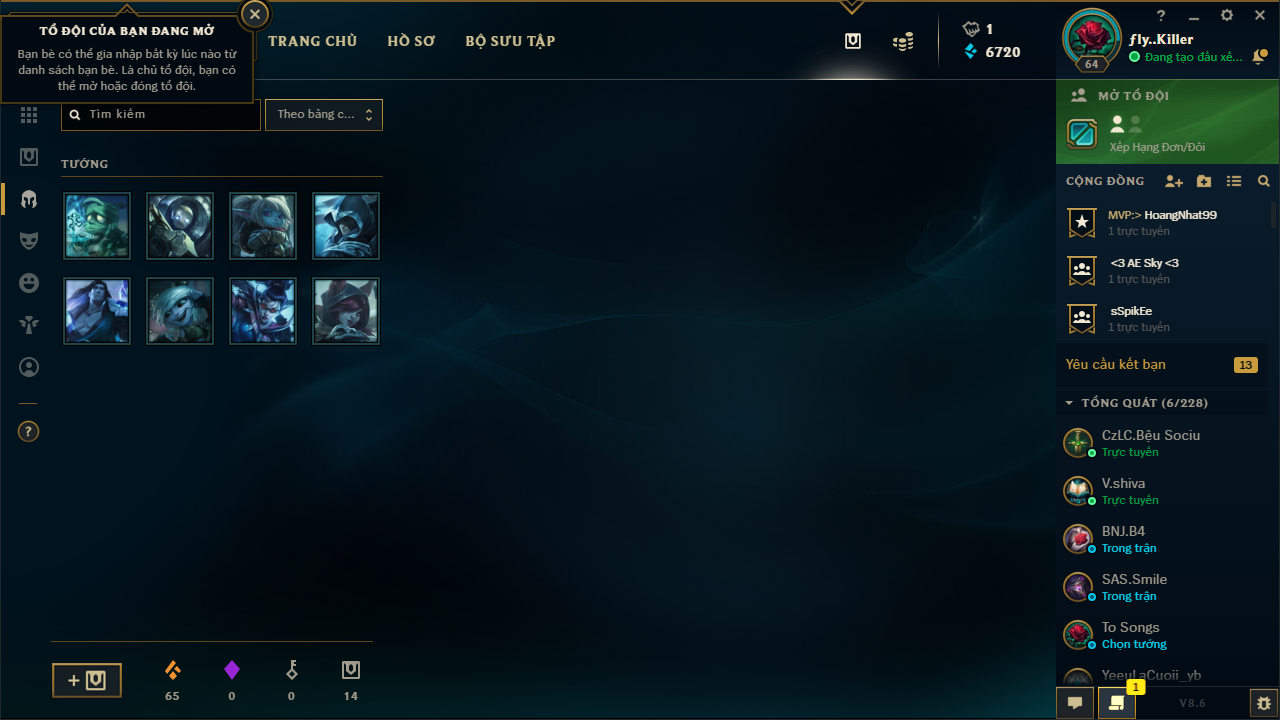 TỔ ĐỘI CỦA BẠN ĐANG MỞ
Bạn bè có thể gia nhập bất kỳ lúc nào từ
danh sách bạn bè. Là chủ tổ đội, bạn có
thể mở hoặc đóng tổ đội.
TRANG CHỦ
HỒ SƠ
BỘ SƯU TẬP
1
6720
?
64
ƒly..Killer
Đang tạo đấu xế...
Tìm kiếm
Theo bảng c...
TƯỚNG
?
65
0
0
14
MỞ TỔ ĐỘI
Xếp Hạng Đơn/Đôi
CỘNG ĐỒNG
MVP:> HoangNhat99
1 trực tuyến
<3 AE Sky <3
1 trực tuyến
sSpikEe
1 trực tuyến
Yêu cầu kết bạn
13
TỔNG QUÁT (6/228)
CzLC.Bệu Sociu
Trực tuyến
V.shiva
Trực tuyến
BNJ.B4
Trong trận
SAS.Smile
Trong trận
To Songs
Chọn tướng
YeeuLaCuoii_yb
1
V8.6